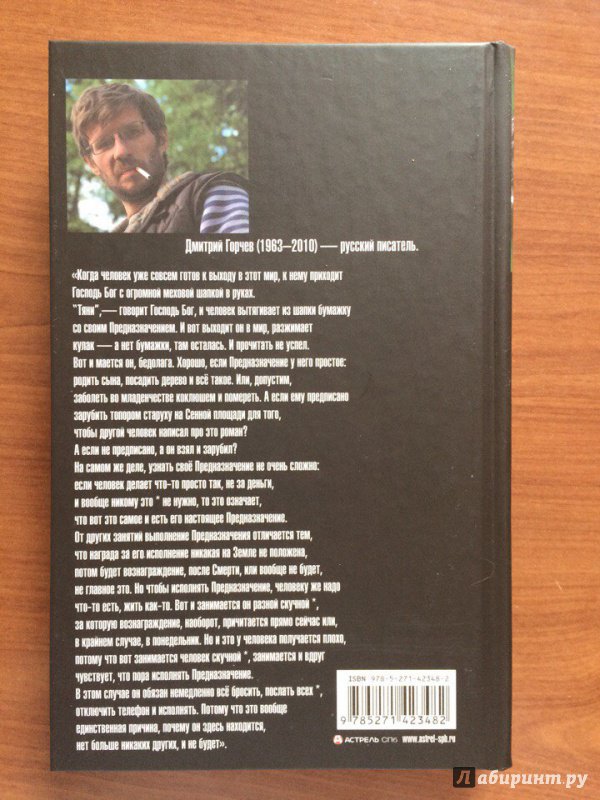 Дмитрий Горчев (1963—2010) — русский писатель.
«Когда человек уже совсем готов к выходу в этот мир, к нему приходит
Господь Бог с огромной меховой шапкой в руках.
"Тяни",— говорит Господь Бог, и человек вытягивает из шапки бумажку
со своим Предназначением. И вот выходит он в мир, разжимает
кулак — а нет бумажки, там осталась. И прочитать не успел.
Вот и мается он, бедолага. Хорошо, если Предназначение у него простое:
родить сына, посадить дерево и всё такое. Или, допустим,
заболеть во младенчестве коклюшем и помереть. А если ему предписано
зарубить топором старуху на Сенной площади для того,
чтобы другой человек написал про это роман?
А если не предписано, а он взял и зарубил?
На самом же деле, узнать своё Предназначение не очень сложно:
если человек делает что-то просто так, не за деньги,
и вообще никому это * не нужно, то это означает,
что вот это самое и есть его настоящее Предназначение.
От других занятий выполнение Предназначения отличается тем,
что награда за его исполнение никакая на Земле не положена,
потом будет вознаграждение, после Смерти, или вообще не будет,
не главное это. Но чтобы исполнять Предназначение, человеку же надо
что-то есть, жить как-то. Вот и занимается он разной скучной *,
за которую вознаграждение, наоборот, причитается прямо сейчас или,
в крайнем случае, в понедельник. Но и это у человека получается плохо,
потому что вот занимается человек скучной *, занимается и вдруг
чувствует, что пора исполнять Предназначение.
В этом случае он обязан немедленно всё бросить, послать всех *,
отключить телефон и исполнять. Потому что это вообще
единственная причина, почему он здесь находится,
нет больше никаких других, и не будет».
ISBN 978-5-271-42348-2
9 785271 423482
АСТРЕЛЬ СПб www.astrel-spb.ru
Лабиринт.ру